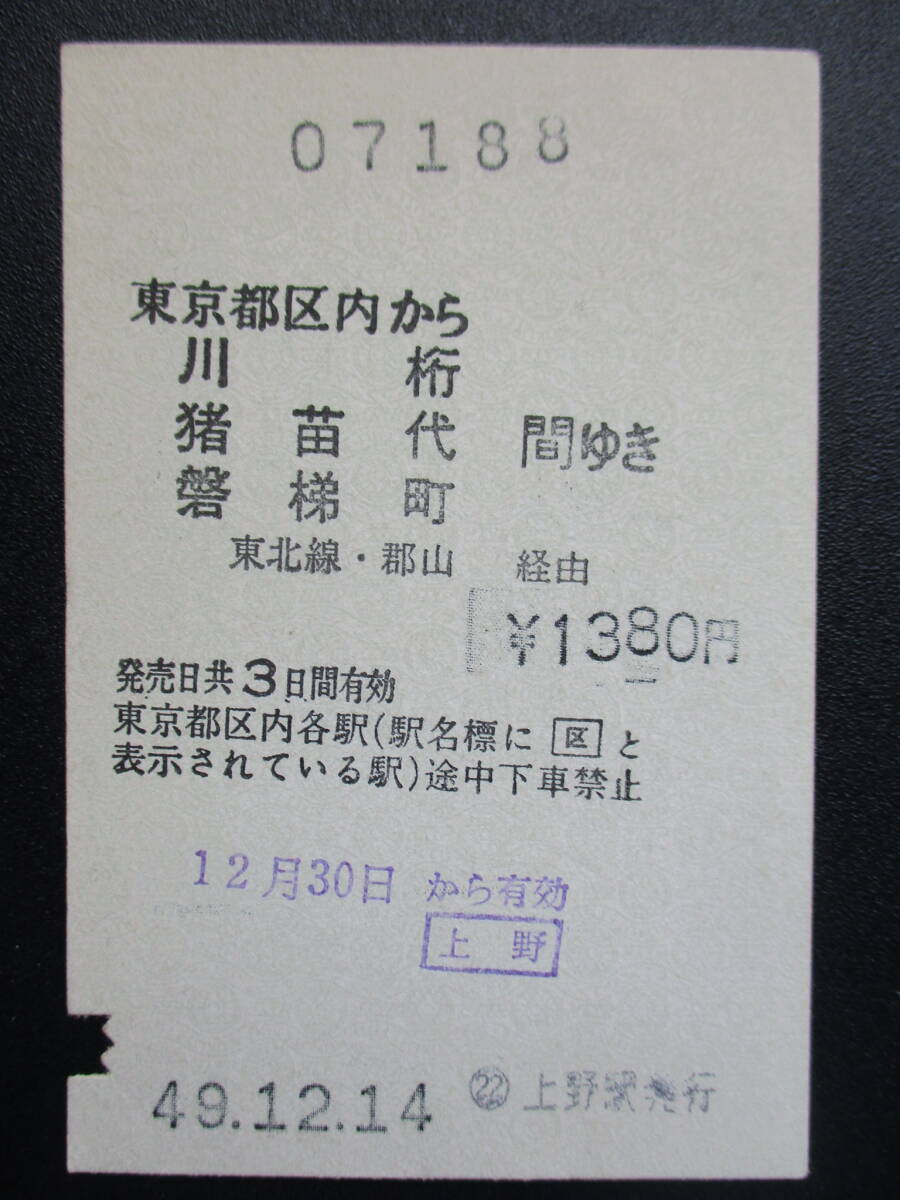 07188
東京都区内から
川桁
猪苗代 間ゆき
磐梯町
東北線・郡山 経由
¥1380円
発売日共3日間有効
東京都区内各駅(駅名標に 区 と
表示されている駅)途中下車禁止
12月30日 から有効
上野
49.12.14 ㉒ 上野駅発行